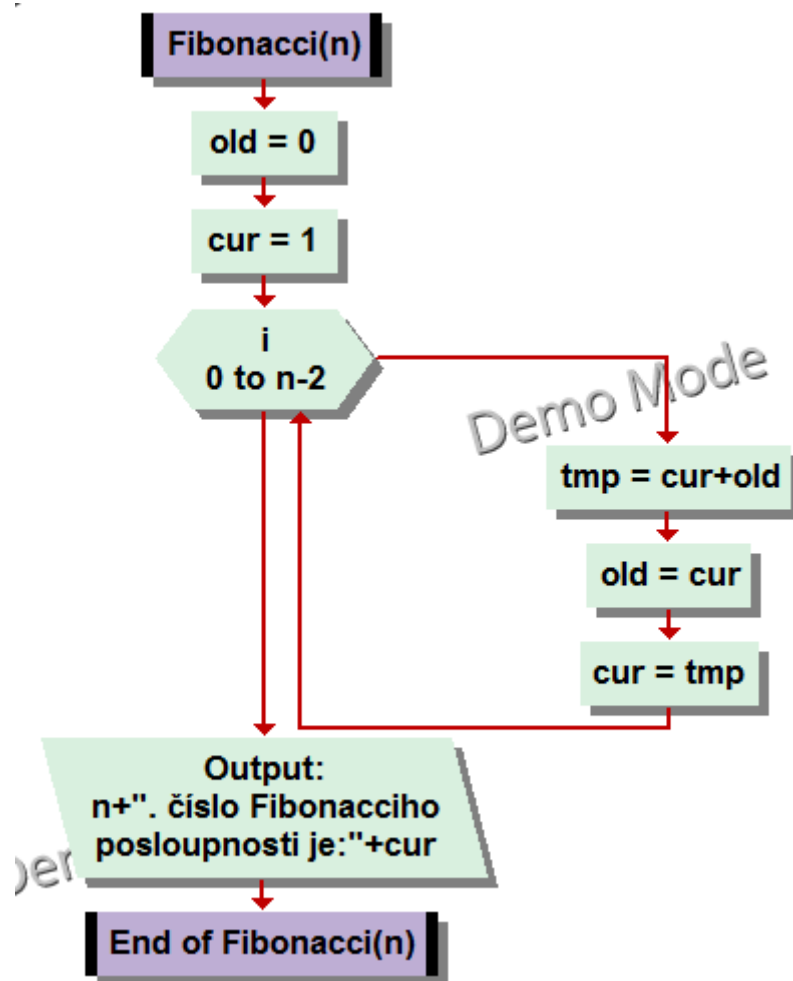 Fibonacci(n)
old = 0
cur = 1
i
0 to n-2
Demo Mode
tmp = cur+old
old = cur
cur = tmp
Output:
n+". číslo Fibonacciho
posloupnosti je:"+cur
End of Fibonacci(n)